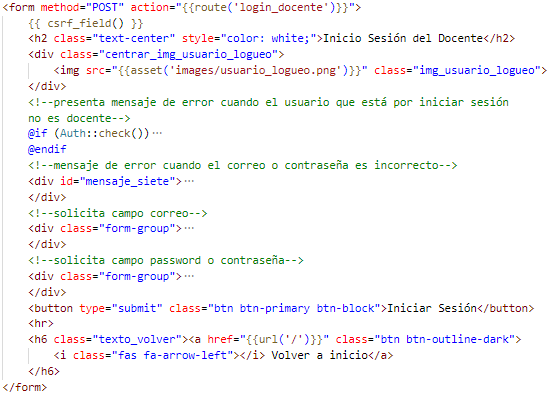 <form method="POST" action="{{route('login_docente')}}">
{{ csrf_field() }}
<h2 class="text-center" style="color: white;">Inicio Sesión del Docente</h2>
<div class="centrar_img_usuario_logueo">
<img src="{{asset('images/usuario_logueo.png')}}" class="img_usuario_logueo">
</div>
<!--presenta mensaje de error cuando el usuario que está por iniciar sesión
no es docente-->
@if (Auth::check())···
@endif
<!--mensaje de error cuando el correo o contraseña es incorrecto-->
<div id="mensaje_siete">···
</div>
<!--solicita campo correo-->
<div class="form-group">···
</div>
<!--solicita campo password o contraseña-->
<div class="form-group">···
</div>
<button type="submit" class="btn btn-primary btn-block">Iniciar Sesión</button>
<hr>
<h6 class="texto_volver"><a href="{{url('/')}}" class="btn btn-outline-dark">
<i class="fas fa-arrow-left"></i> Volver a inicio</a>
</h6>
</form>